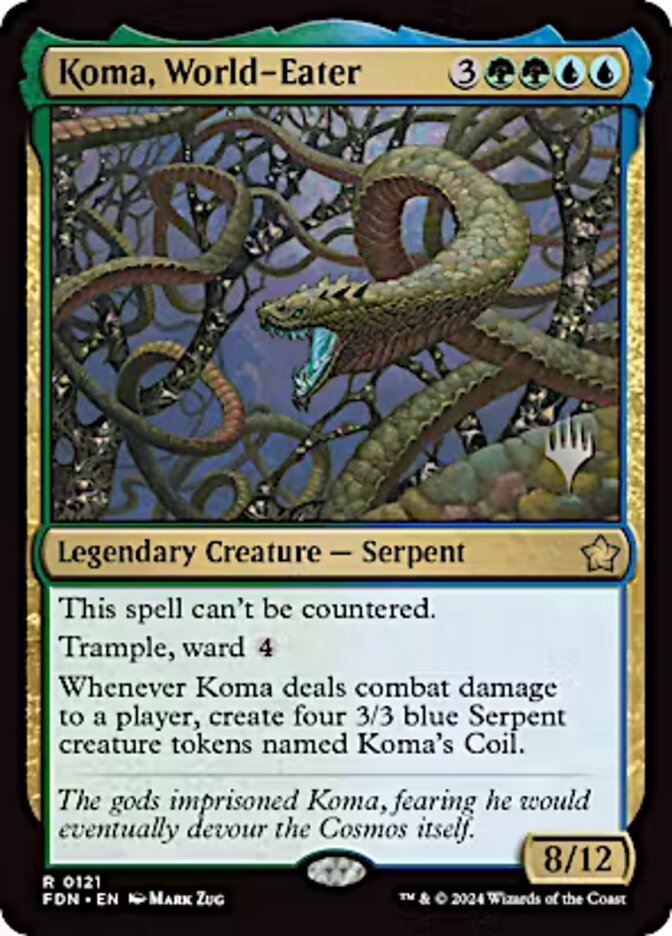 Koma, World-Eater 3
Legendary Creature — Serpent
This spell can't be countered.
Trample, ward 4
Whenever Koma deals combat damage
to a player, create four 3/3 blue Serpent
creature tokens named Koma's Coil.
The gods imprisoned Koma, fearing he would
eventually devour the Cosmos itself.
8/12
R 0121
FDN • EN Mark Zug
™ & © 2024 Wizards of the Coast